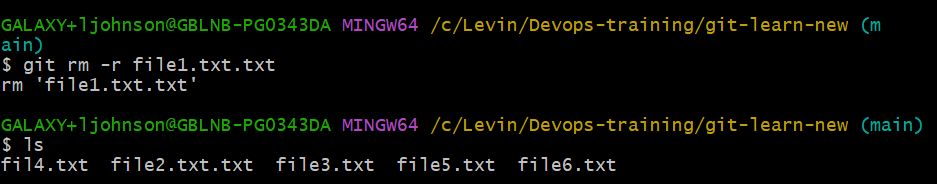 GALAXY+ljohnson@GBLNB-PG0343DA MINGW64 /c/Levin/Devops-training/git-learn-new (m
ain)
$ git rm -r file1.txt.txt
rm 'file1.txt.txt'
GALAXY+ljohnson@GBLNB-PG0343DA MINGW64 /c/Levin/Devops-training/git-learn-new (main)
$ ls
fil4.txt  file2.txt.txt  file3.txt  file5.txt  file6.txt